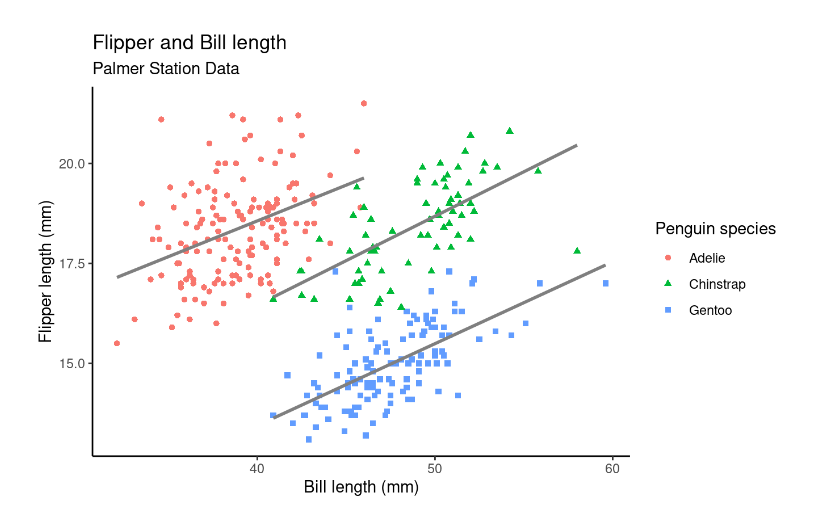 Flipper and Bill length
Palmer Station Data
Flipper length (mm)
20.0
17.5
15.0
40
50
60
Bill length (mm)
Penguin species
Adelie
Chinstrap
Gentoo